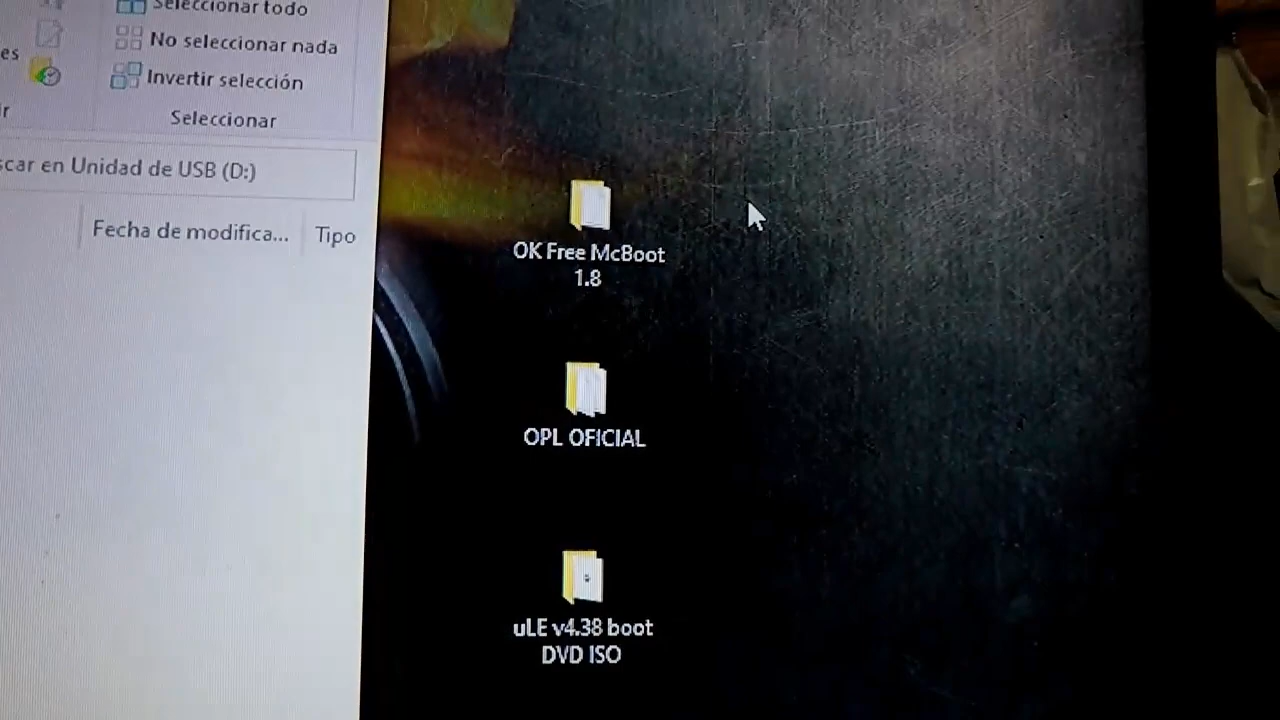 Seleccionar todo
No seleccionar nada
es
Invertir selección
Seleccionar
scar en Unidad de USB (D:)
Fecha de modifica...
Tipo
OK Free McBoot
1.8
OPL OFICIAL
uLE v4.38 boot
DVD ISO